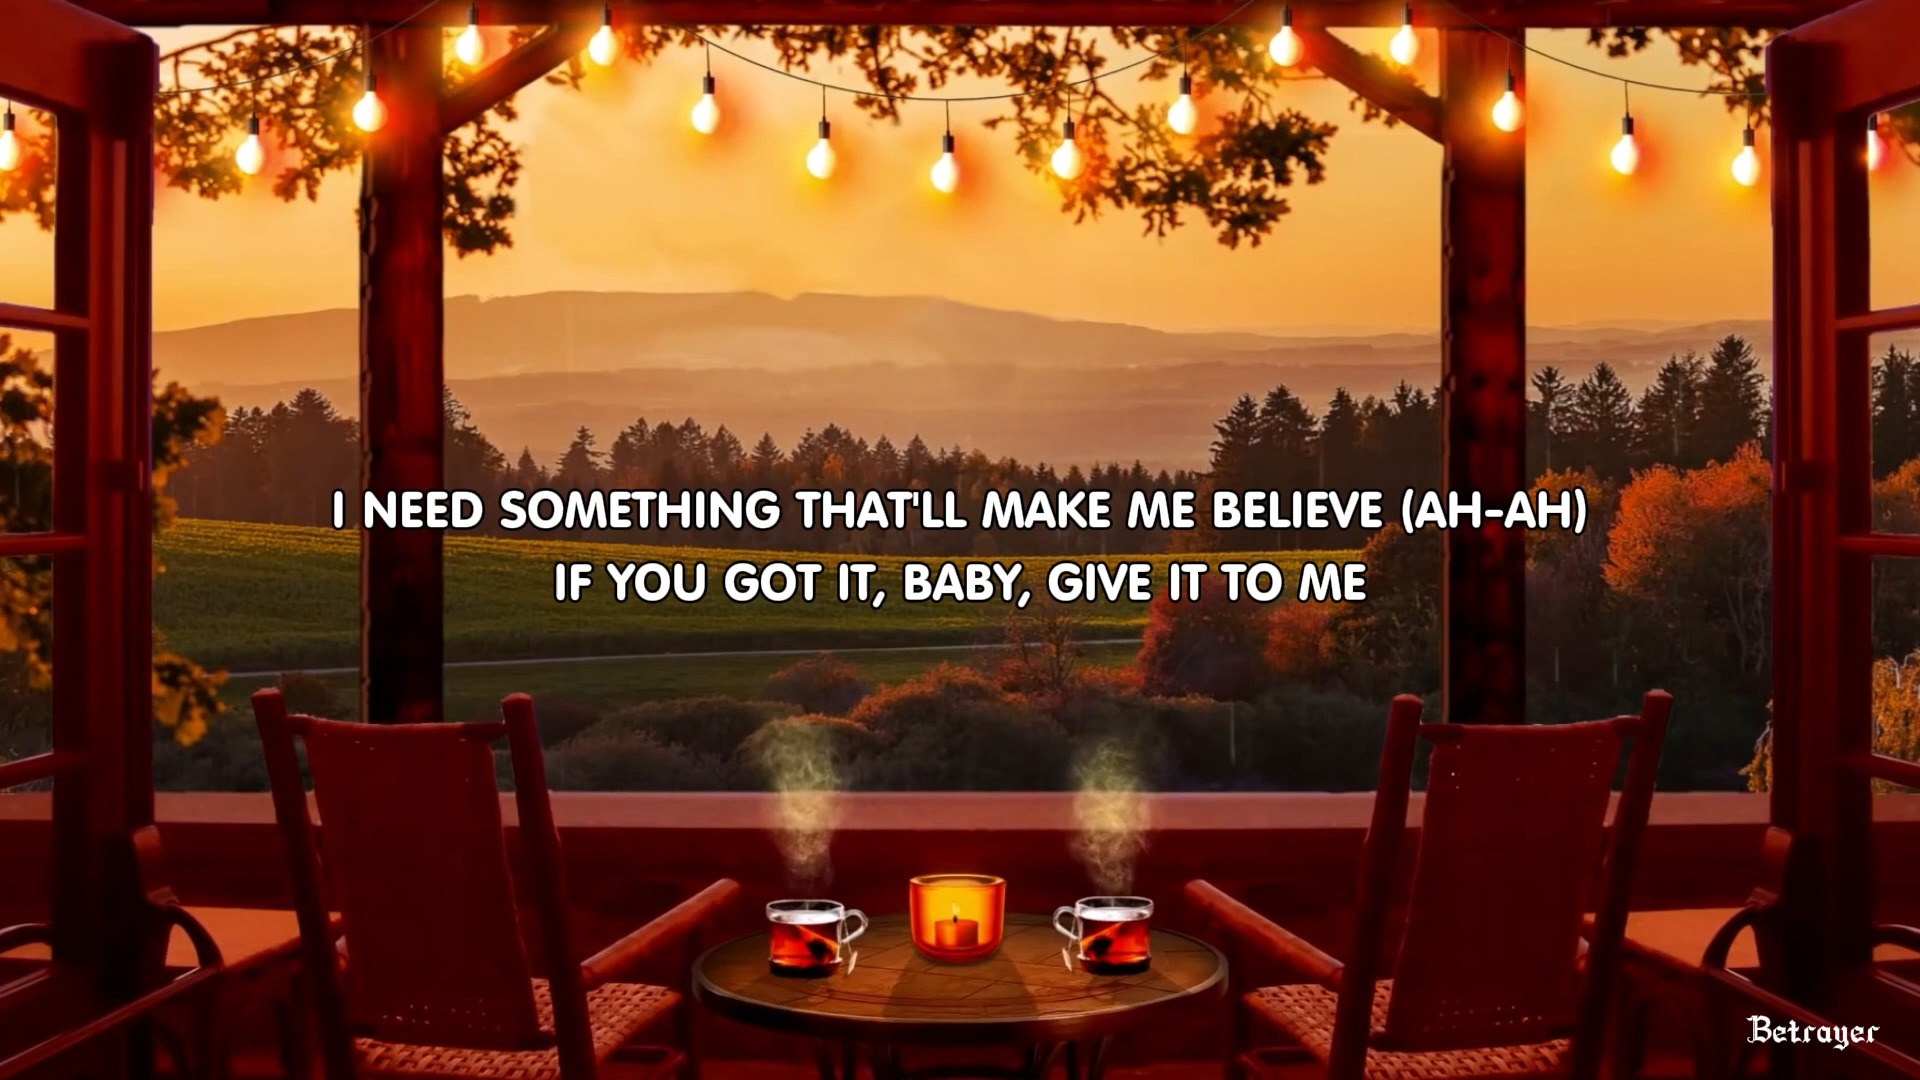 I NEED SOMETHING THAT'LL MAKE ME BELIEVE (AH-AH)
IF YOU GOT IT, BABY, GIVE IT TO ME
Betrayer